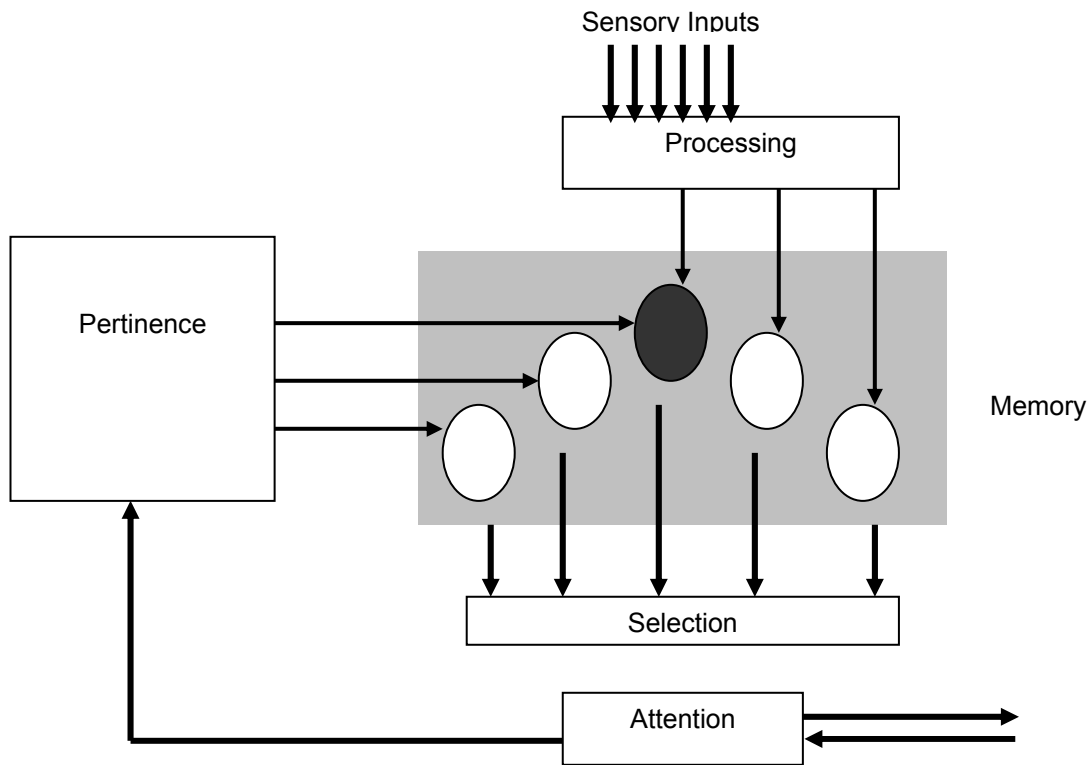 Sensory Inputs
Processing
Pertinence
Memory
Selection
Attention